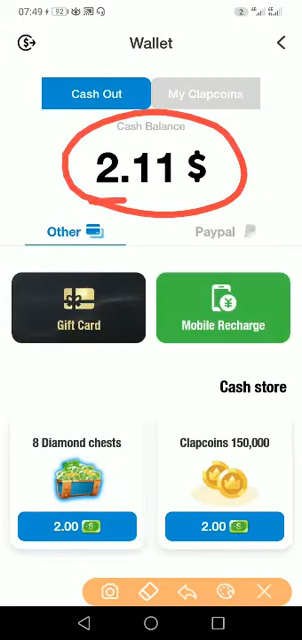 07:49 92
2
Wallet
Cash Out My Clapcoins
Cash Balance
2.11 $
Other Paypal
Gift Card Mobile Recharge
Cash store
8 Diamond chests Clapcoins 150,000
2.00 2.00